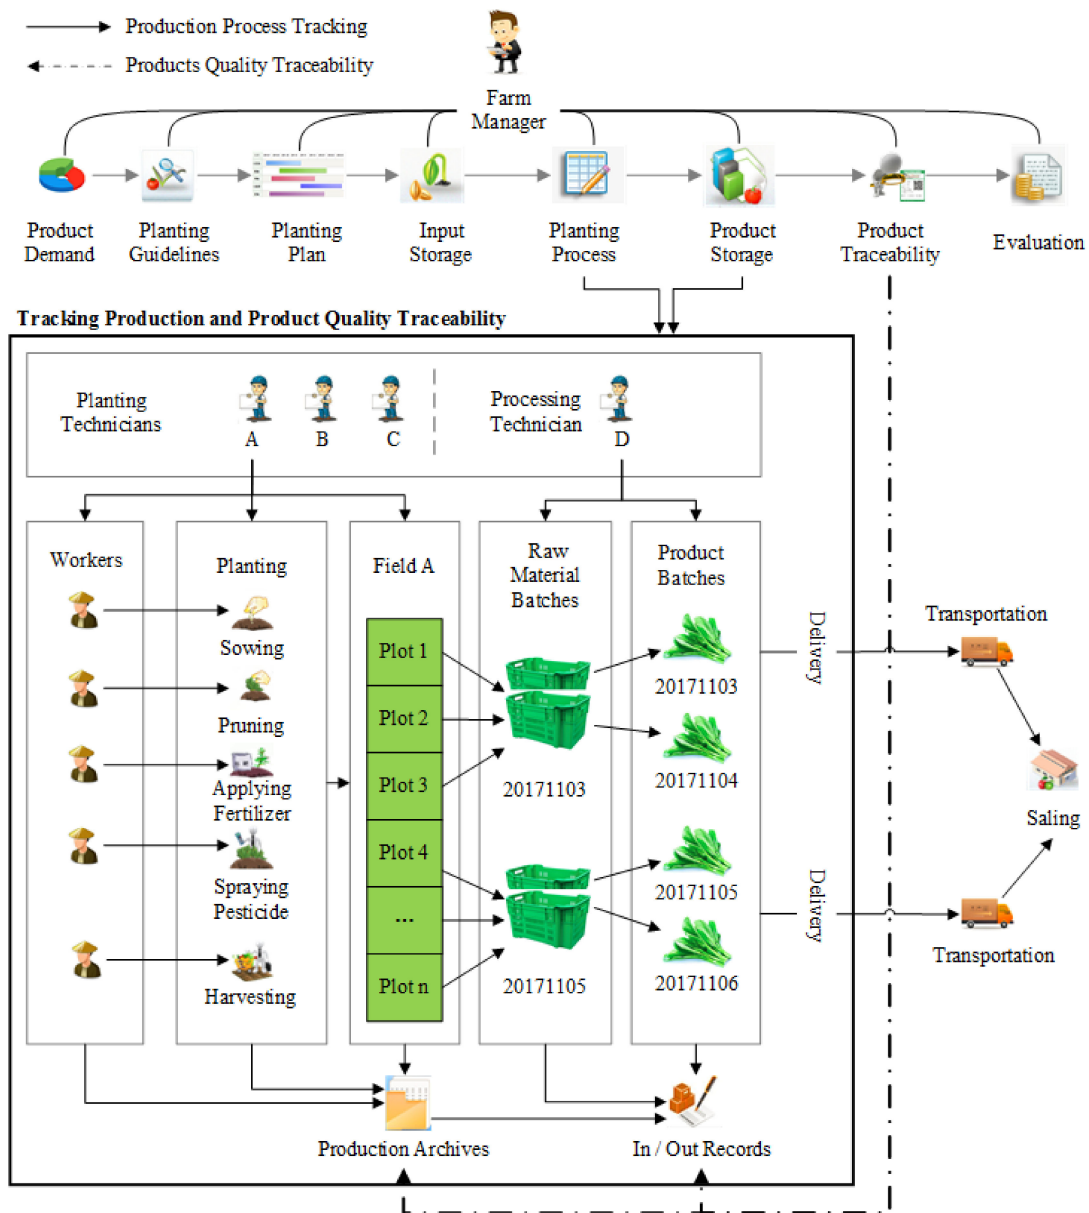 Production Process Tracking
Products Quality Traceability
Farm
Manager
Product
Demand
Planting
Guidelines
Planting
Plan
Input
Storage
Planting
Process
Product
Storage
Product
Traceability
Evaluation
Tracking Production and Product Quality Traceability
Planting
Technicians
A
B
C
Processing
Technician
D
Workers
Planting
Sowing
Pruning
Applying
Fertilizer
Spraying
Pesticide
Harvesting
Field A
Plot 1
Plot 2
Plot 3
Plot 4
...
Plot n
Raw
Material
Batches
20171103
20171105
Product
Batches
20171103
20171104
20171105
20171106
Delivery
Delivery
Transportation
Saling
Transportation
Production Archives
In / Out Records